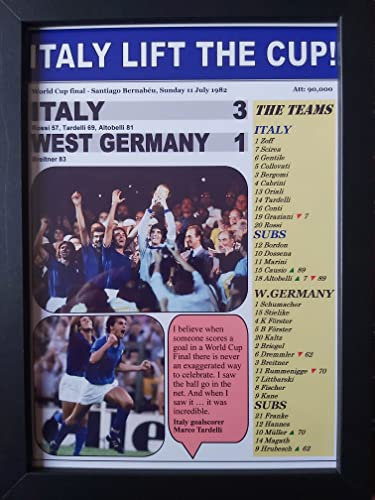 ITALY LIFT THE CUP!
World Cup final - Santiago Bernabéu, Sunday 11 July 1982 Att: 90,000
ITALY 3
Rossi 57, Tardelli 69, Altobelli 81
WEST GERMANY 1
Breitner 83
THE TEAMS
ITALY
1 Zoff
7 Scirea
6 Gentile
5 Collovati
3 Bergomi
4 Cabrini
13 Oriali
14 Tardelli
16 Conti
19 Graziani ▼ 7
20 Rossi
SUBS
12 Bordon
10 Dossena
11 Marini
15 Causio ▲ 89
18 Altobelli ▲ 7 ▼ 89
W.GERMANY
1 Schumacher
15 Stielike
4 K Förster
5 B Förster
20 Kaltz
2 Briegel
6 Dremmler ▼ 62
3 Breitner
11 Rummenigge ▼ 70
7 Littbarski
8 Fischer
9 Kane
SUBS
21 Franke
12 Hannes
10 Müller ▲ 70
14 Magath
9 Hrubesch ▲ 62
I believe when
someone scores a
goal in a World Cup
Final there is never
an exaggerated way
to celebrate. I saw
the ball go in the
net. And when I
saw it ... it was
incredible.
Italy goalscorer
Marco Tardelli